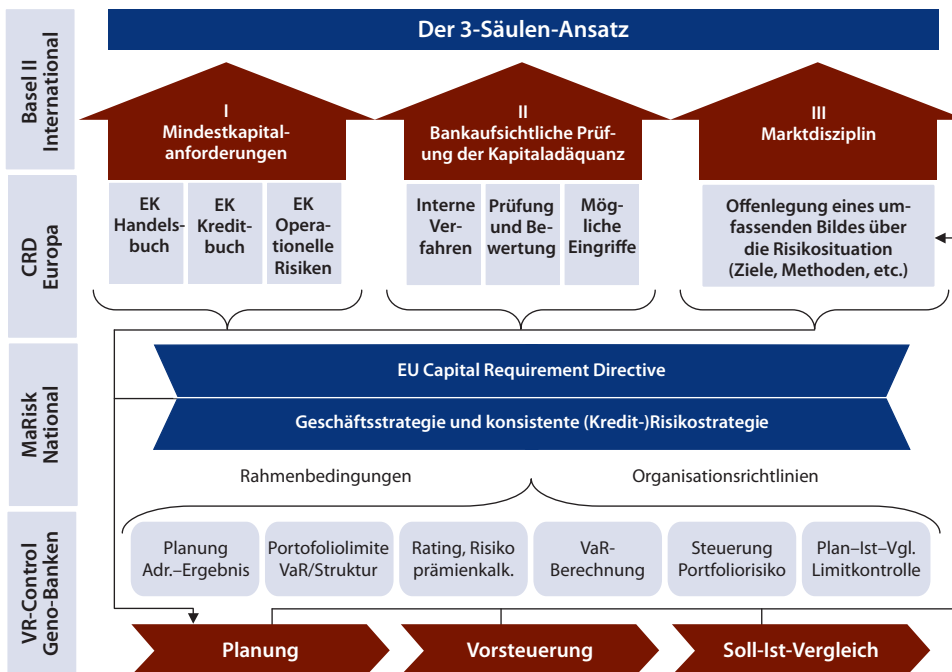 Basel II
International
Der 3-Säulen-Ansatz
I
Mindestkapital-
anforderungen
II
Bankaufsichtliche Prüf-
ung der Kapitaladäquanz
III
Marktdisziplin
CRD
Europa
EK
Handels-
buch
EK
Kredit-
buch
EK
Opera-
tionelle
Risiken
Interne
Ver-
fahren
Prüfung
und Be-
wertung
Mög-
liche
Eingriffe
Offenlegung eines um-
fassenden Bildes über
die Risikosituation
(Ziele, Methoden, etc.)
MaRisk
National
EU Capital Requirement Directive
Geschäftsstrategie und konsistente (Kredit-)Risikostrategie
Rahmenbedingungen
Organisationsrichtlinien
VR-Control
Geno-Banken
Planung
Adr.–Ergebnis
Portofoliolimite
VaR/Struktur
Rating, Risiko
prämienkalk.
VaR-
Berechnung
Steuerung
Portfoliorisiko
Plan–Ist–Vgl.
Limitkontrolle
Planung
Vorsteuerung
Soll-Ist-Vergleich